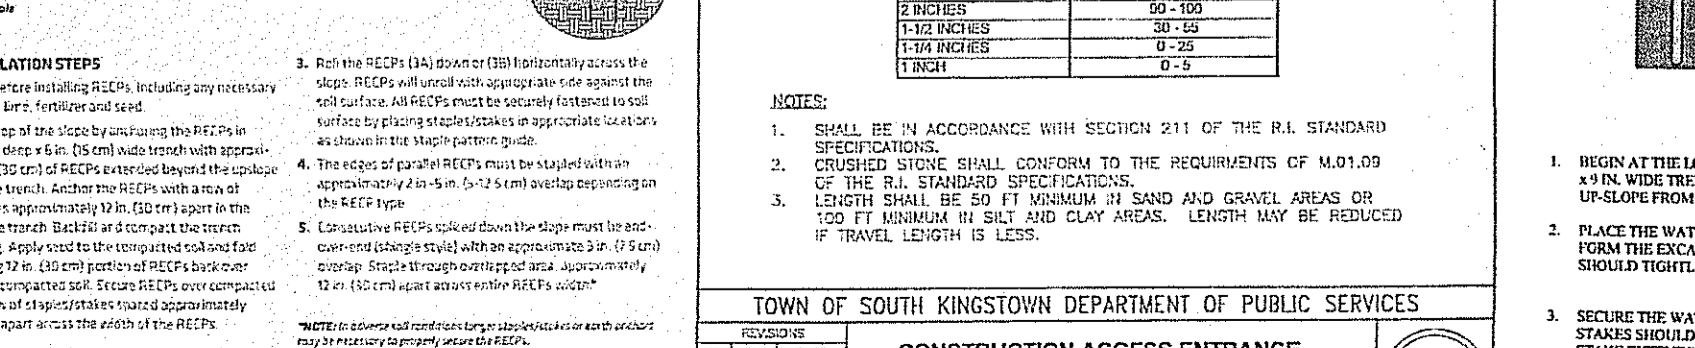 LATION STEPS
efore installing RECPs, including any necessary
lime, fertilizer and seed.
op of the slope by anchoring the RECPs in
deep x 6 in. (15 cm) wide trench with approxi-
(30 cm) of RECPs extended beyond the upslope
e trench. Anchor the RECPs with a row of
s approximately 12 in. (30 cm) apart in the
e trench. Backfill and compact the trench
. Apply seed to the compacted soil and fold
g 12 in. (30 cm) portion of RECPs back over
compacted soil. Secure RECPs over compacted
w of staples/stakes spaced approximately
apart across the width of the RECPs.
3. Roll the RECPs (3A) down or (3B) horizontally across the
slope. RECPs will unroll with appropriate side against the
soil surface. All RECPs must be securely fastened to soil
surface by placing staples/stakes in appropriate locations
as shown in the staple pattern guide.
4. The edges of parallel RECPs must be stapled with an
approximately 2 in.-5 in. (5-12.5 cm) overlap depending on
the RECP type
5. Consecutive RECPs spliced down the slope must be end-
over-end (shingle style) with an approximate 3 in. (7.5 cm)
overlap. Staple through overlapped area, approximately
12 in. (30 cm) apart across entire RECPs width.*
*NOTE: In adverse soil conditions longer staples/stakes or earth anchors
may be necessary to properly secure the RECPs.
2 INCHES 90 - 100
1-1/2 INCHES 30 - 55
1-1/4 INCHES 0 - 25
1 INCH 0 - 5
NOTES:
1. SHALL BE IN ACCORDANCE WITH SECTION 211 OF THE R.I. STANDARD
SPECIFICATIONS.
2. CRUSHED STONE SHALL CONFORM TO THE REQUIRMENTS OF M.01.09
OF THE R.I. STANDARD SPECIFICATIONS.
3. LENGTH SHALL BE 50 FT MINIMUM IN SAND AND GRAVEL AREAS OR
100 FT MINIMUM IN SILT AND CLAY AREAS. LENGTH MAY BE REDUCED
IF TRAVEL LENGTH IS LESS.
TOWN OF SOUTH KINGSTOWN DEPARTMENT OF PUBLIC SERVICES
REVISIONS
CONSTRUCTION ACCESS ENTRANCE
1. BEGIN AT THE L
x 9 IN. WIDE TRE
UP-SLOPE FROM
2. PLACE THE WAT
FORM THE EXCA
SHOULD TIGHTL
3. SECURE THE WA
STAKES SHOULD